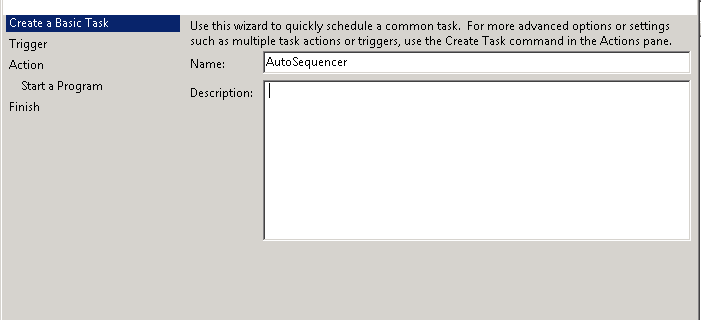 Create a Basic Task
Use this wizard to quickly schedule a common task. For more advanced options or settings
such as multiple task actions or triggers, use the Create Task command in the Actions pane.
Trigger
Action
Start a Program
Finish
Name:
AutoSequencer
Description: